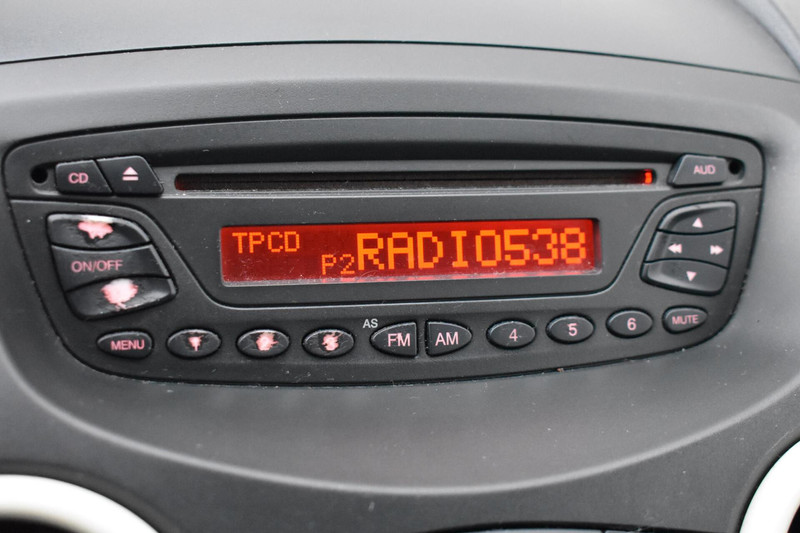 CD
AUD
TPCD
P2 RADIO538
ON/OFF
AS
MENU
FM
AM
4
5
6
MUTE